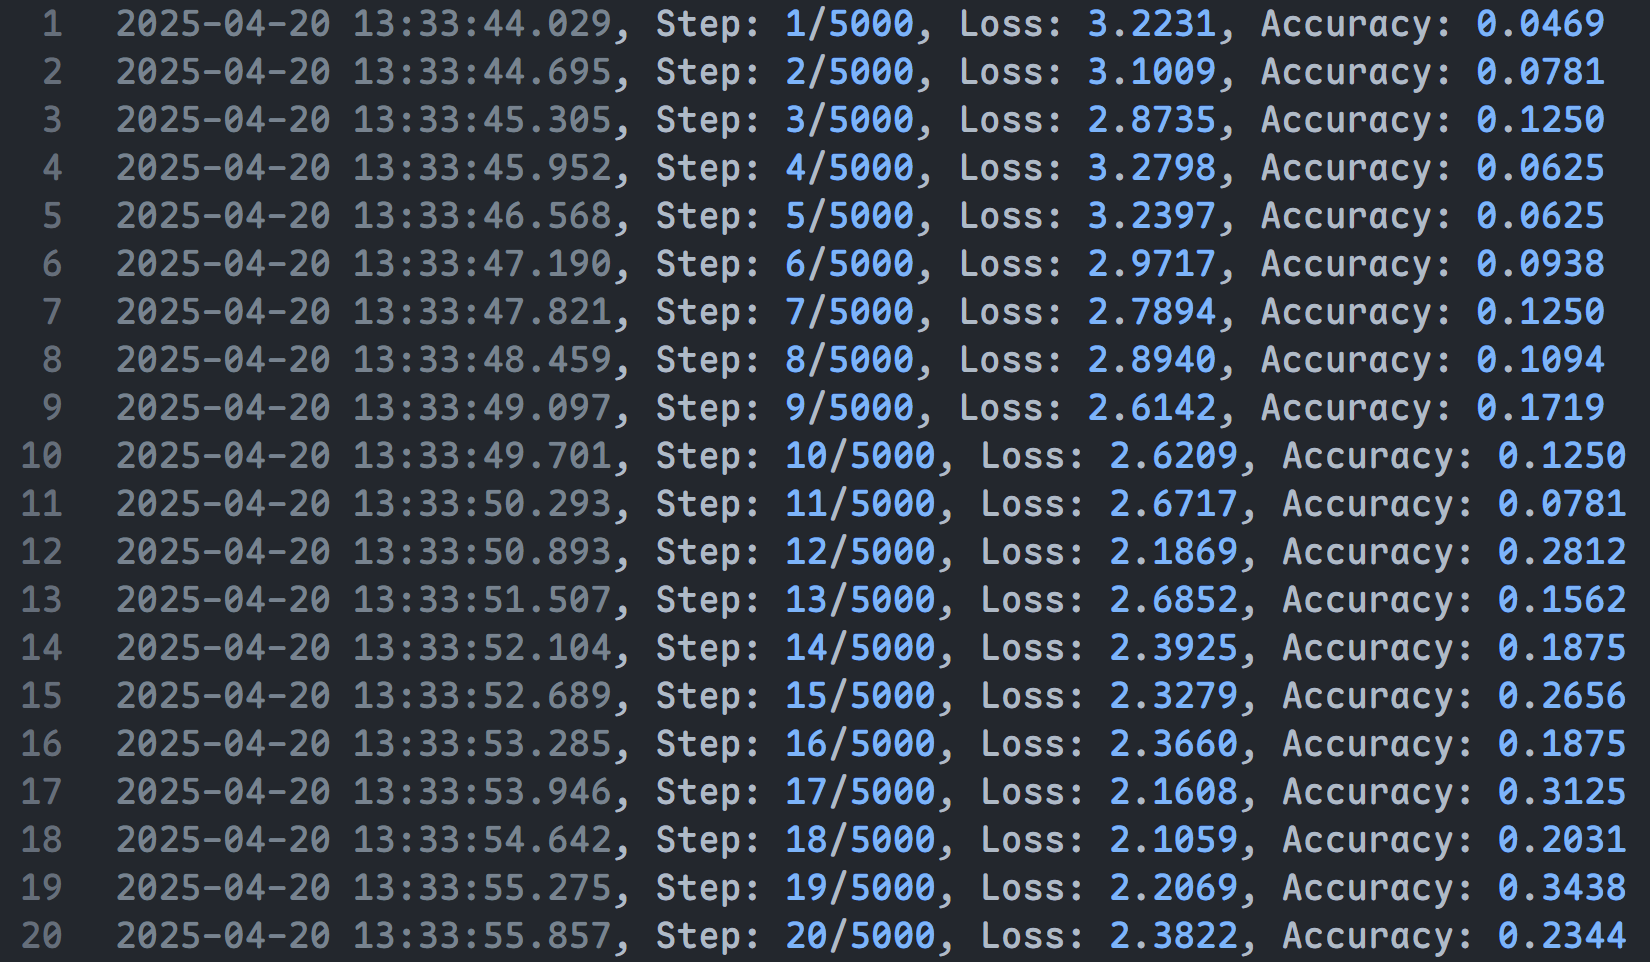 1 2025-04-20 13:33:44.029, Step: 1/5000, Loss: 3.2231, Accuracy: 0.0469
2 2025-04-20 13:33:44.695, Step: 2/5000, Loss: 3.1009, Accuracy: 0.0781
3 2025-04-20 13:33:45.305, Step: 3/5000, Loss: 2.8735, Accuracy: 0.1250
4 2025-04-20 13:33:45.952, Step: 4/5000, Loss: 3.2798, Accuracy: 0.0625
5 2025-04-20 13:33:46.568, Step: 5/5000, Loss: 3.2397, Accuracy: 0.0625
6 2025-04-20 13:33:47.190, Step: 6/5000, Loss: 2.9717, Accuracy: 0.0938
7 2025-04-20 13:33:47.821, Step: 7/5000, Loss: 2.7894, Accuracy: 0.1250
8 2025-04-20 13:33:48.459, Step: 8/5000, Loss: 2.8940, Accuracy: 0.1094
9 2025-04-20 13:33:49.097, Step: 9/5000, Loss: 2.6142, Accuracy: 0.1719
10 2025-04-20 13:33:49.701, Step: 10/5000, Loss: 2.6209, Accuracy: 0.1250
11 2025-04-20 13:33:50.293, Step: 11/5000, Loss: 2.6717, Accuracy: 0.0781
12 2025-04-20 13:33:50.893, Step: 12/5000, Loss: 2.1869, Accuracy: 0.2812
13 2025-04-20 13:33:51.507, Step: 13/5000, Loss: 2.6852, Accuracy: 0.1562
14 2025-04-20 13:33:52.104, Step: 14/5000, Loss: 2.3925, Accuracy: 0.1875
15 2025-04-20 13:33:52.689, Step: 15/5000, Loss: 2.3279, Accuracy: 0.2656
16 2025-04-20 13:33:53.285, Step: 16/5000, Loss: 2.3660, Accuracy: 0.1875
17 2025-04-20 13:33:53.946, Step: 17/5000, Loss: 2.1608, Accuracy: 0.3125
18 2025-04-20 13:33:54.642, Step: 18/5000, Loss: 2.1059, Accuracy: 0.2031
19 2025-04-20 13:33:55.275, Step: 19/5000, Loss: 2.2069, Accuracy: 0.3438
20 2025-04-20 13:33:55.857, Step: 20/5000, Loss: 2.3822, Accuracy: 0.2344